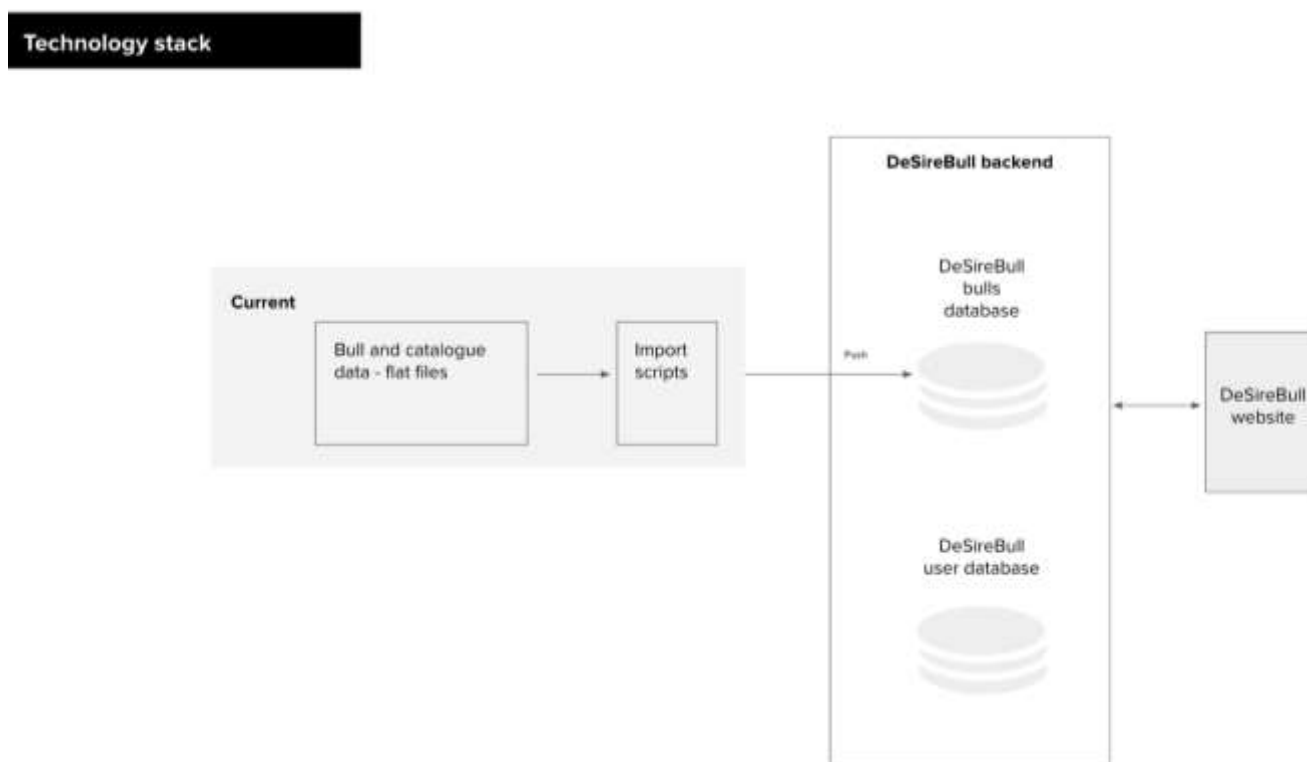 Technology stack
DeSireBull backend
DeSireBull
bulls
database
Current
Bull and catalogue
data - flat files
Import
scripts
Push
DeSireBull
website
DeSireBull
user database